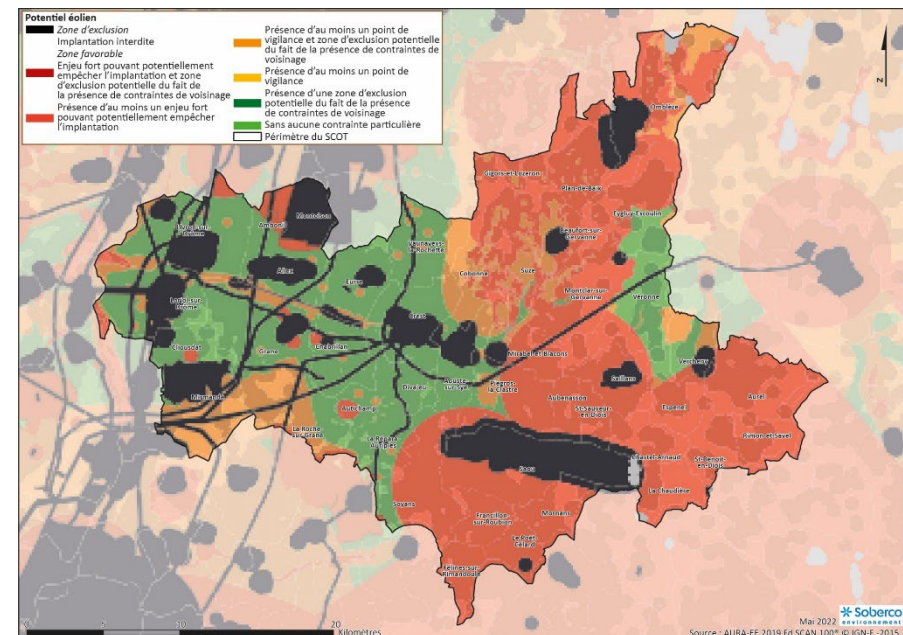 Potentiel éolien
Zone d'exclusion
Implantation interdite
Zone favorable
Enjeu fort pouvant potentiellement
empêcher l'implantation et zone
d'exclusion potentielle du fait de
la présence de contraintes de voisinage
Présence d'au moins un enjeu fort
pouvant potentiellement empêcher
l'implantation
Présence d'au moins un point de
vigilance et zone d'exclusion potentielle
du fait de la présence de contraintes de
voisinage
Présence d'au moins un point de
vigilance
Présence d'une zone d'exclusion
potentielle du fait de la présence
de contraintes de voisinage
Sans aucune contrainte particulière
Périmètre du SCOT
N
Omblèze
Gigors-et-Lozeron
Plan-de-Baix
Montoison
Ambonil
Livron-sur-
Drôme
Eygluy-Escoulin
Beaufort-sur-
Gervanne
Vaunaveys-
la-Rochette
Allex
Eurre
Cobonne
Suze
Montclar-sur-
Gervanne
Véronne
Loriol-sur-
Drôme
Crest
Cliousclat
Grane
Chabrillan
Mirabel-et-Blacons
Vercheny
Mirmande
Divajeu
Aouste-
sur-Sye
Piégros-
la-Clastre
Saillans
Aubenasson
Autichamp
St-Sauveur-
en-Diois
Espenel
Aurel
La Roche-
sur-Grane
La Répara-
Auriples
Rimon-et-Savel
Saou
Chastel-Arnaud
St-Benoit-
en-Diois
La Chaudière
Soyans
Francillon-
sur-Roubion
Mornans
Le Poët-
Célard
Félines-sur-
Rimandoule
0 5 10 20
Kilomètres
Mai 2022
Soberco
environnement
Source : AURA-EE 2019 Ed SCAN 100® © IGN-F -2015